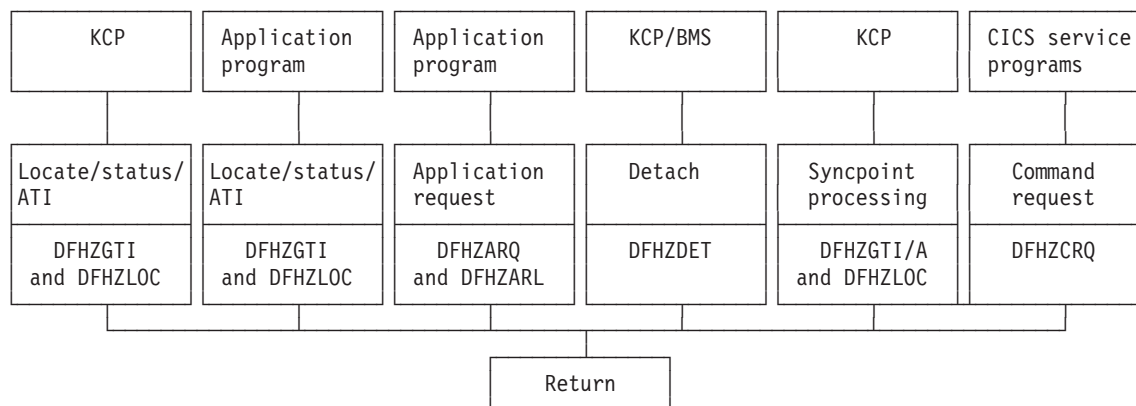 KCP
Application
program
Application
program
KCP/BMS
KCP
CICS service
programs
Locate/status/
ATI
Locate/status/
ATI
Application
request
Detach
Syncpoint
processing
Command
request
DFHZGTI
and DFHZLOC
DFHZGTI
and DFHZLOC
DFHZARQ
and DFHZARL
DFHZDET
DFHZGTI/A
and DFHZLOC
DFHZCRQ
Return